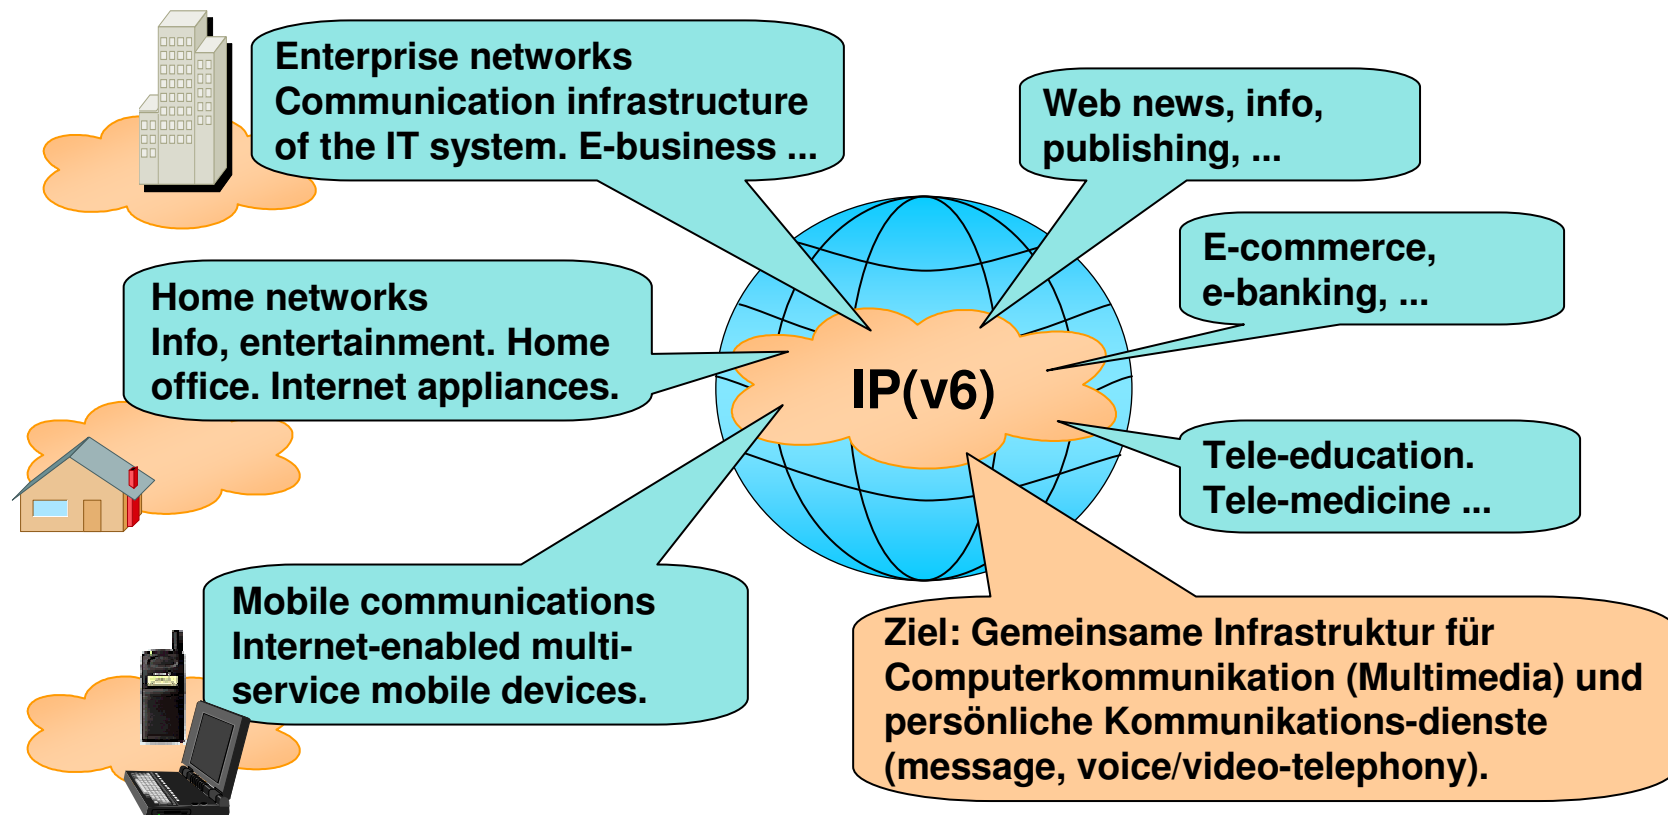 Enterprise networks
Communication infrastructure
of the IT system. E-business ...
Web news, info,
publishing, ...
E-commerce,
e-banking, ...
Home networks
Info, entertainment. Home
office. Internet appliances.
IP(v6)
Tele-education.
Tele-medicine ...
Mobile communications
Internet-enabled multi-
service mobile devices.
Ziel: Gemeinsame Infrastruktur für
Computerkommunikation (Multimedia) und
persönliche Kommunikations-dienste
(message, voice/video-telephony).